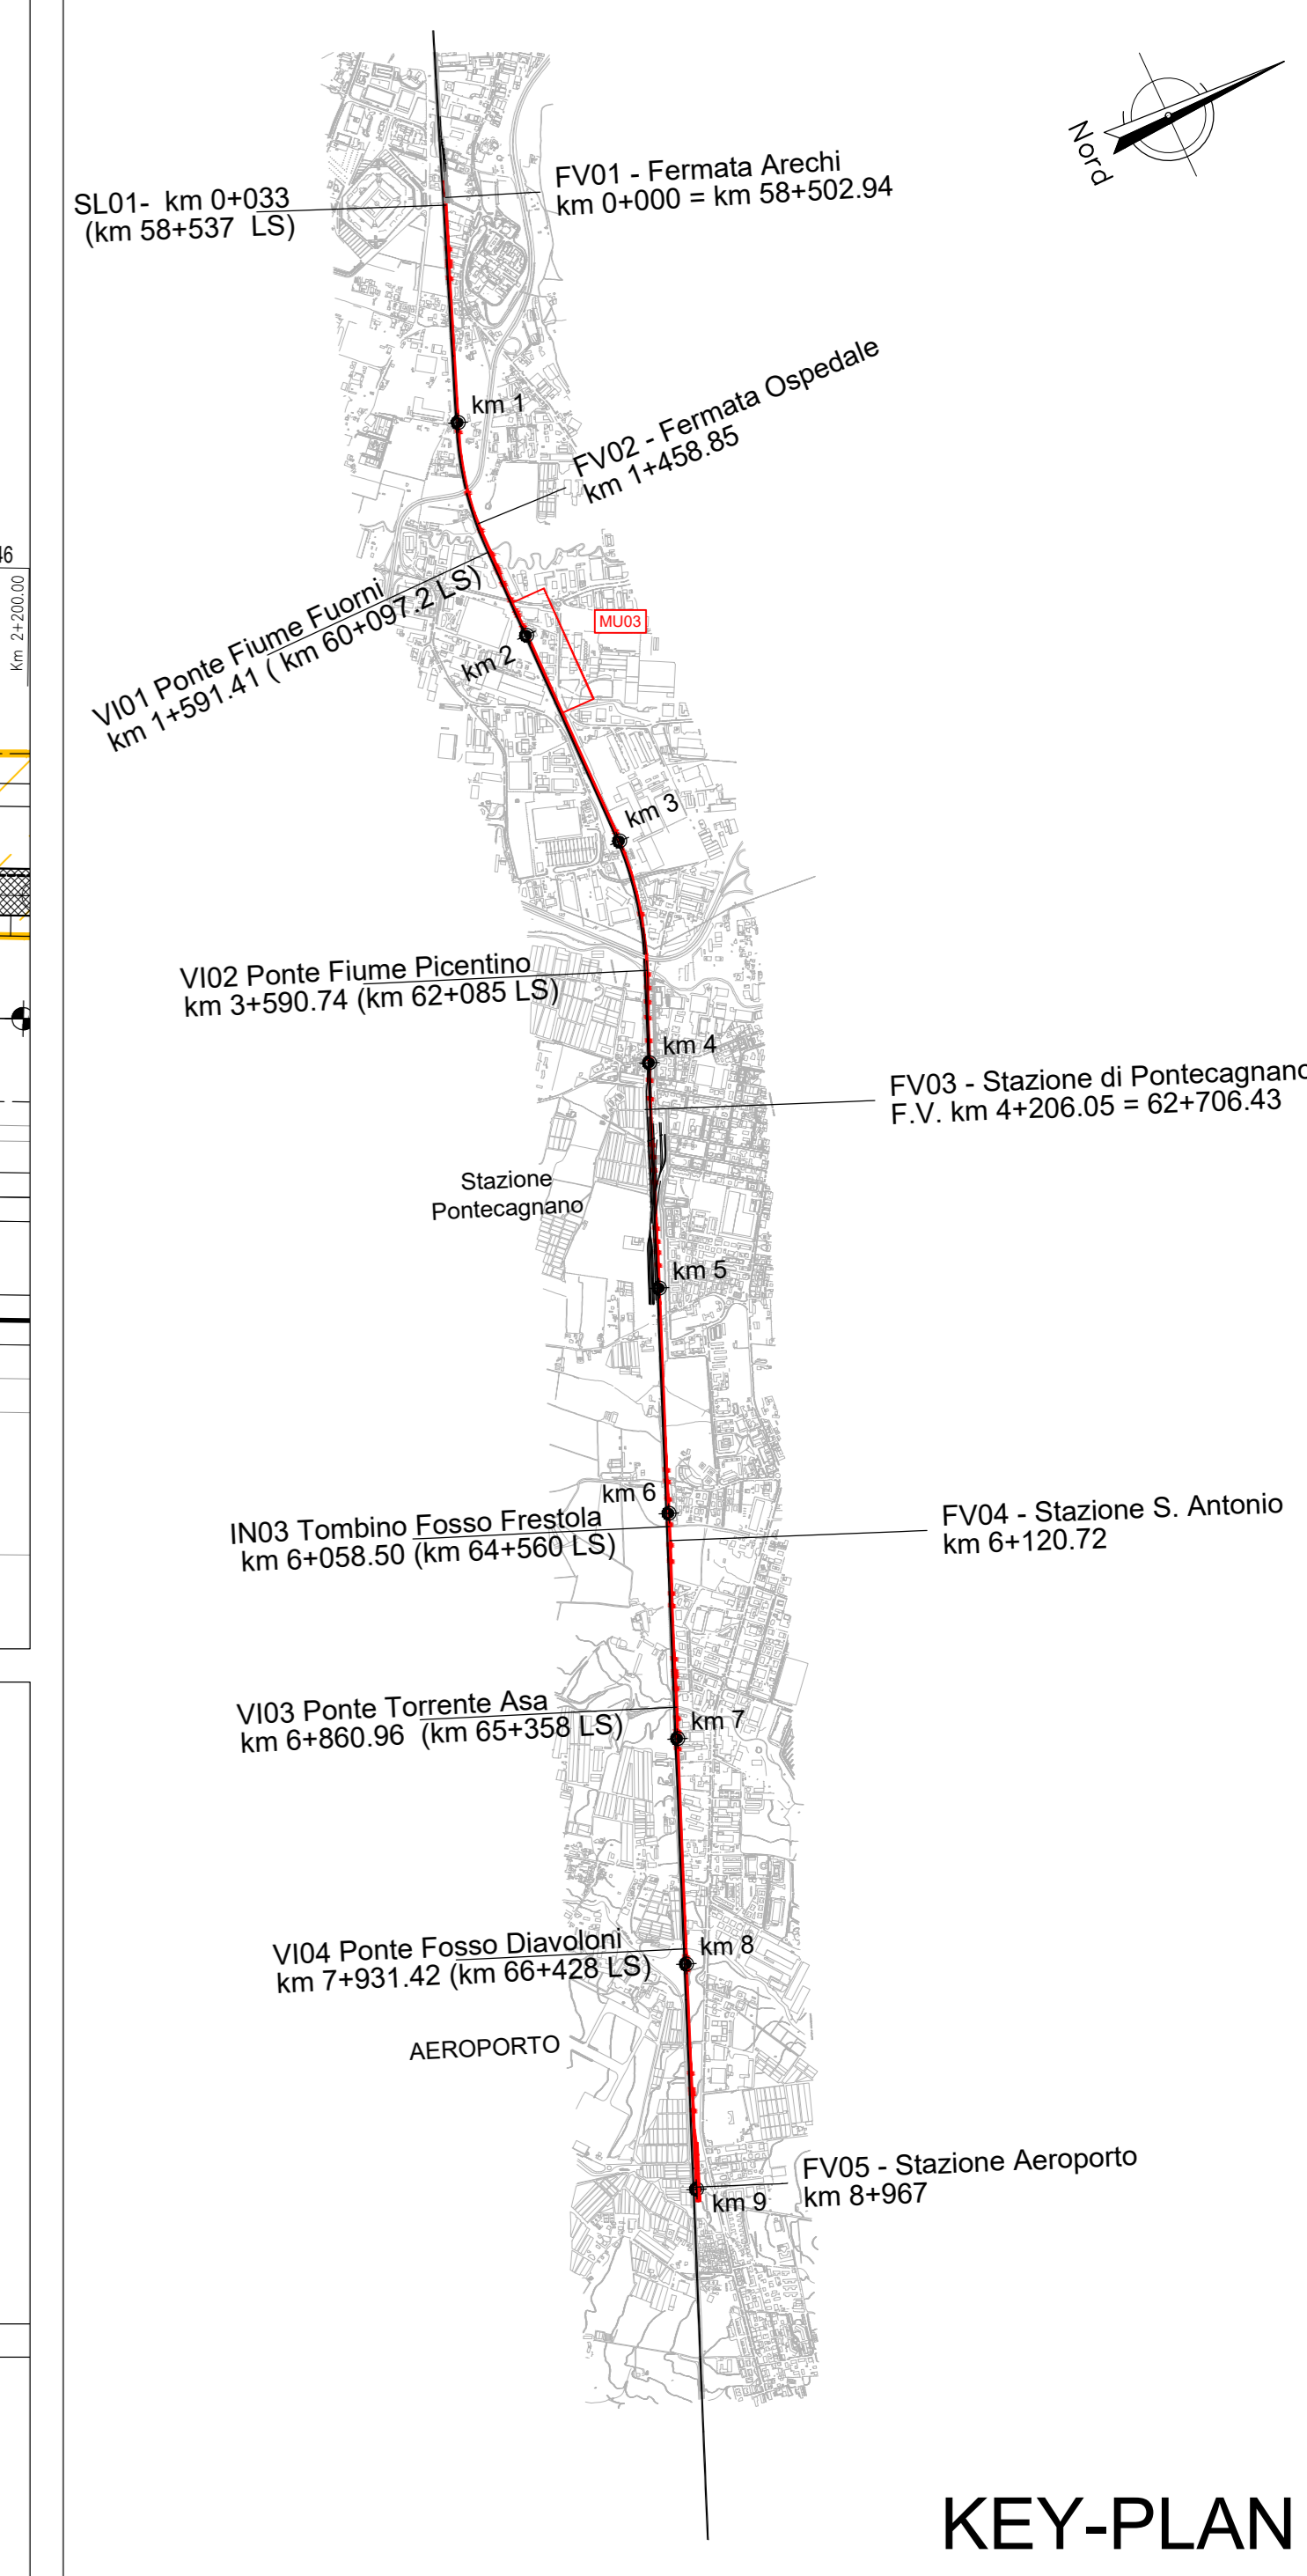 Nord
FV01 - Fermata Arechi
km 0+000 = km 58+502.94
SL01- km 0+033
(km 58+537 LS)
km 1
FV02 - Fermata Ospedale
km 1+458.85
46
Km 2+200.00
VI01 Ponte Fiume Fuorni
km 1+591.41 ( km 60+097.2 LS)
MU03
km 2
km 3
VI02 Ponte Fiume Picentino
km 3+590.74 (km 62+085 LS)
km 4
FV03 - Stazione di Pontecagnano
F.V. km 4+206.05 = 62+706.43
Stazione
Pontecagnano
km 5
km 6
IN03 Tombino Fosso Frestola
km 6+058.50 (km 64+560 LS)
FV04 - Stazione S. Antonio
km 6+120.72
VI03 Ponte Torrente Asa
km 6+860.96 (km 65+358 LS)
km 7
VI04 Ponte Fosso Diavoloni
km 7+931.42 (km 66+428 LS)
km 8
AEROPORTO
FV05 - Stazione Aeroporto
km 8+967
km 9
KEY-PLAN